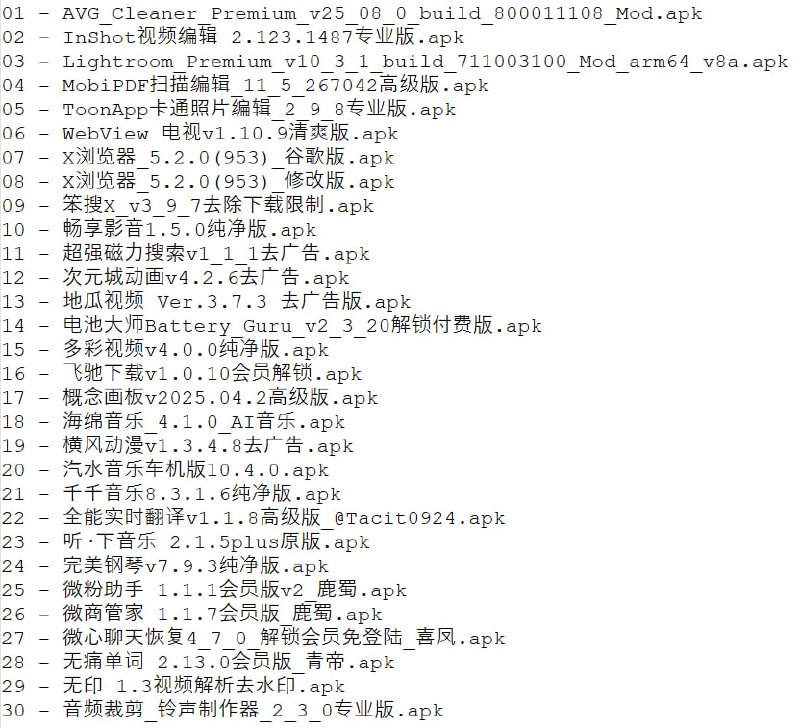 01 - AVG_Cleaner_Premium_v25_08_0_build_800011108_Mod.apk
02 - InShot视频编辑 2.123.1487专业版.apk
03 - Lightroom_Premium_v10_3_1_build_711003100_Mod_arm64_v8a.apk
04 - MobiPDF扫描编辑_11_5_267042高级版.apk
05 - ToonApp卡通照片编辑_2_9_8专业版.apk
06 - WebView 电视v1.10.9清爽版.apk
07 - X浏览器_5.2.0(953)_谷歌版.apk
08 - X浏览器_5.2.0(953)_修改版.apk
09 - 笨搜X_v3_9_7去除下载限制.apk
10 - 畅享影音1.5.0纯净版.apk
11 - 超强磁力搜索v1_1_1去广告.apk
12 - 次元城动画v4.2.6去广告.apk
13 - 地瓜视频 Ver.3.7.3 去广告版.apk
14 - 电池大师Battery_Guru_v2_3_20解锁付费版.apk
15 - 多彩视频v4.0.0纯净版.apk
16 - 飞驰下载v1.0.10会员解锁.apk
17 - 概念画板v2025.04.2高级版.apk
18 - 海绵音乐_4.1.0_AI音乐.apk
19 - 横风动漫v1.3.4.8去广告.apk
20 - 汽水音乐车机版10.4.0.apk
21 - 千千音乐8.3.1.6纯净版.apk
22 - 全能实时翻译v1.1.8高级版_@Tacit0924.apk
23 - 听·下音乐 2.1.5plus原版.apk
24 - 完美钢琴v7.9.3纯净版.apk
25 - 微粉助手 1.1.1会员版v2_鹿蜀.apk
26 - 微商管家 1.1.7会员版_鹿蜀.apk
27 - 微心聊天恢复4_7_0_解锁会员免登陆_喜凤.apk
28 - 无痛单词 2.13.0会员版_青帝.apk
29 - 无印 1.3视频解析去水印.apk
30 - 音频裁剪_铃声制作器_2_3_0专业版.apk